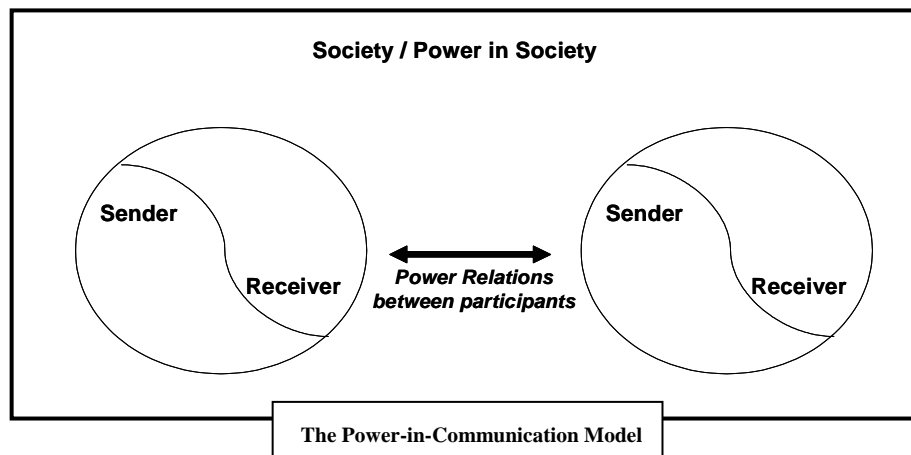 Society / Power in Society
Sender
Receiver
Power Relations
between participants
Sender
Receiver
The Power-in-Communication Model